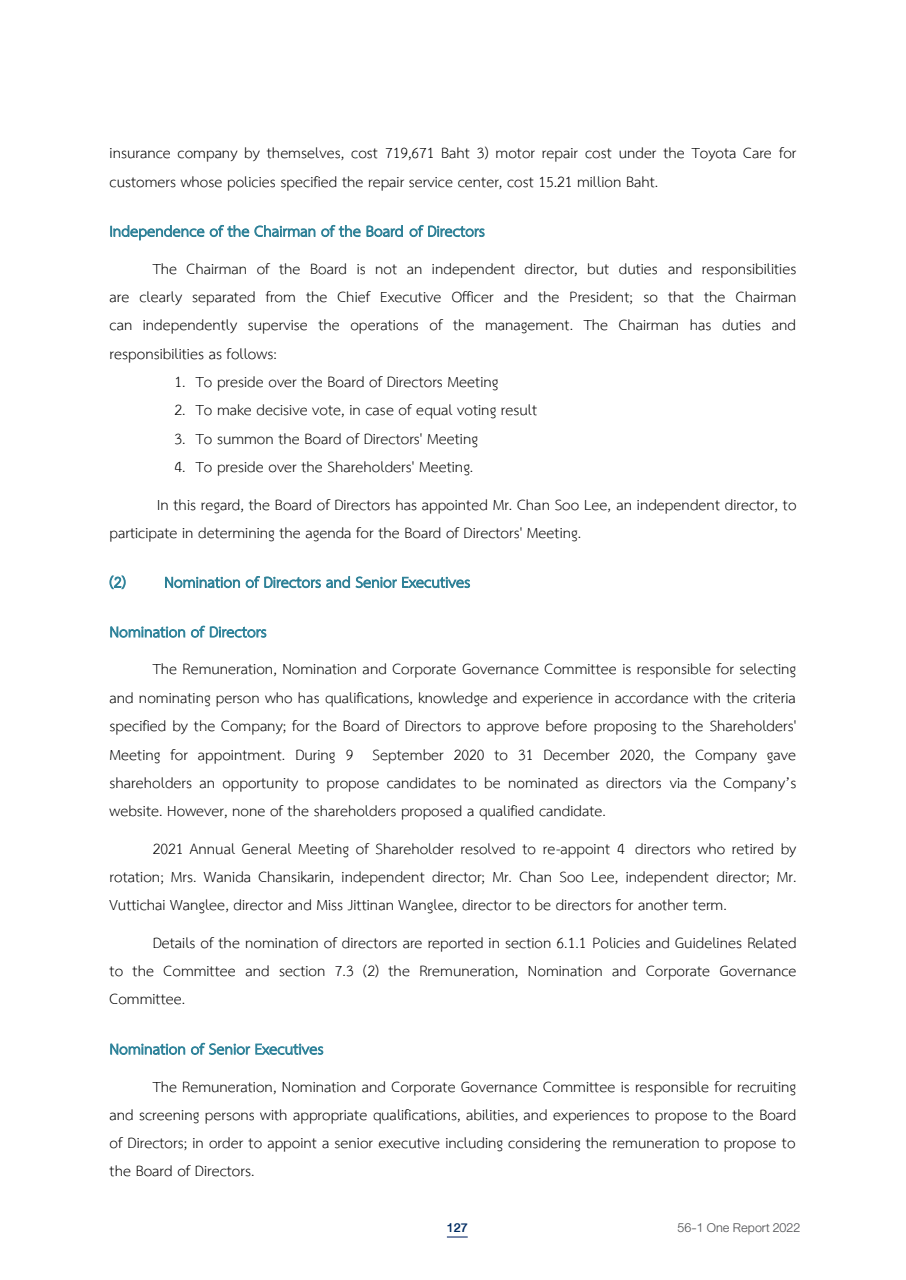 insurance company by themselves, cost 719,671 Baht 3) motor repair cost under the Toyota Care for
customers whose policies specified the repair service center, cost 15.21 million Baht.
Independence of the Chairman of the Board of Directors
The Chairman of the Board is not an independent director, but duties and responsibilities
are clearly separated from the Chief Executive Officer and the President; so that the Chairman
can independently supervise the operations of the management. The Chairman has duties and
responsibilities as follows:
1. To preside over the Board of Directors Meeting
2. To make decisive vote, in case of equal voting result
3. To summon the Board of Directors' Meeting
4. To preside over the Shareholders' Meeting.
In this regard, the Board of Directors has appointed Mr. Chan Soo Lee, an independent director, to
participate in determining the agenda for the Board of Directors' Meeting.
(2) Nomination of Directors and Senior Executives
Nomination of Directors
The Remuneration, Nomination and Corporate Governance Committee is responsible for selecting
and nominating person who has qualifications, knowledge and experience in accordance with the criteria
specified by the Company; for the Board of Directors to approve before proposing to the Shareholders'
Meeting for appointment. During 9 September 2020 to 31 December 2020, the Company gave
shareholders an opportunity to propose candidates to be nominated as directors via the Company's
website. However, none of the shareholders proposed a qualified candidate.
2021 Annual General Meeting of Shareholder resolved to re-appoint 4 directors who retired by
rotation; Mrs. Wanida Chansikarin, independent director; Mr. Chan Soo Lee, independent director; Mr.
Vuttichai Wanglee, director and Miss Jittinan Wanglee, director to be directors for another term.
Details of the nomination of directors are reported in section 6.1.1 Policies and Guidelines Related
to the Committee and section 7.3 (2) the Rremuneration, Nomination and Corporate Governance
Committee.
Nomination of Senior Executives
The Remuneration, Nomination and Corporate Governance Committee is responsible for recruiting
and screening persons with appropriate qualifications, abilities, and experiences to propose to the Board
of Directors; in order to appoint a senior executive including considering the remuneration to propose to
the Board of Directors.
127
56-1 One Report 2022